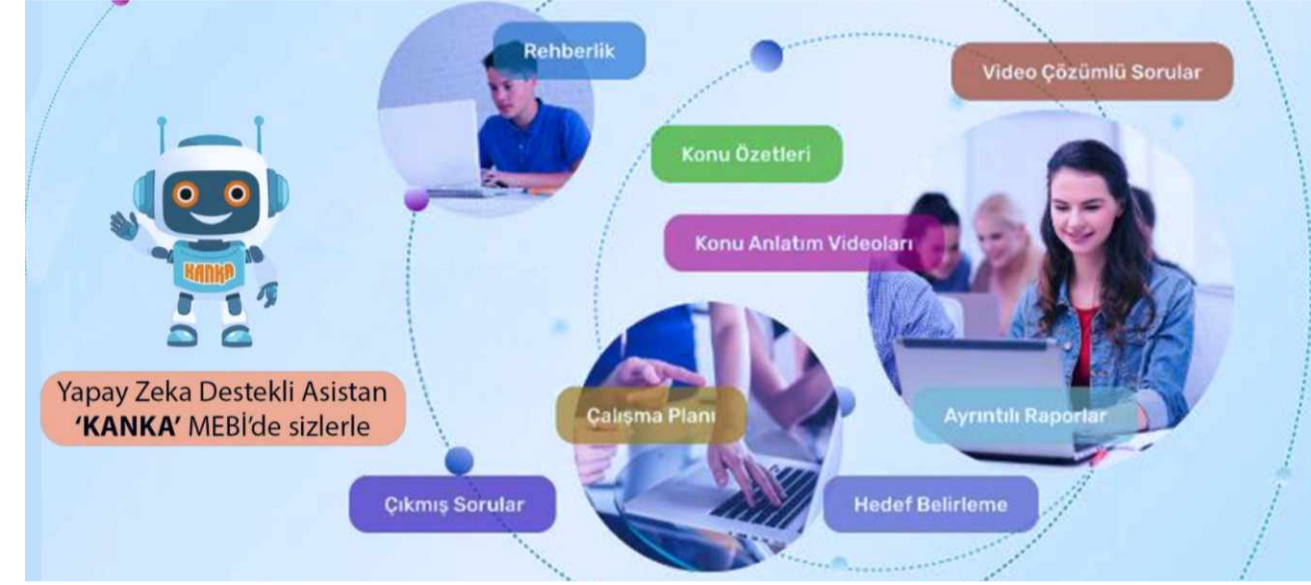 Rehberlik
Video Çözümlü Sorular
Konu Özetleri
Konu Anlatım Videoları
KANKA
Yapay Zeka Destekli Asistan
'KANKA' MEBİ'de sizlerle
Çalışma Planı
Ayrıntılı Raporlar
Çıkmış Sorular
Hedef Belirleme